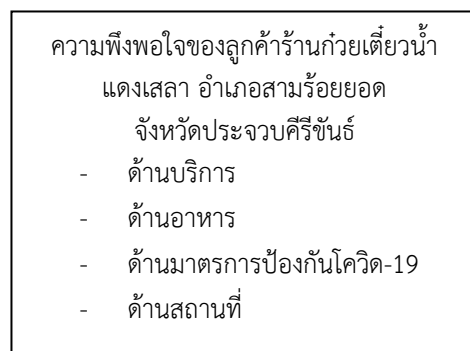 ความพึงพอใจของลูกค้าร้านก๋วยเตี๋ยวน้ำ
แดงเสลา อำเภอสามร้อยยอด
จังหวัดประจวบคีรีขันธ์
- ด้านบริการ
- ด้านอาหาร
- ด้านมาตรการป้องกันโควิด-19
- ด้านสถานที่